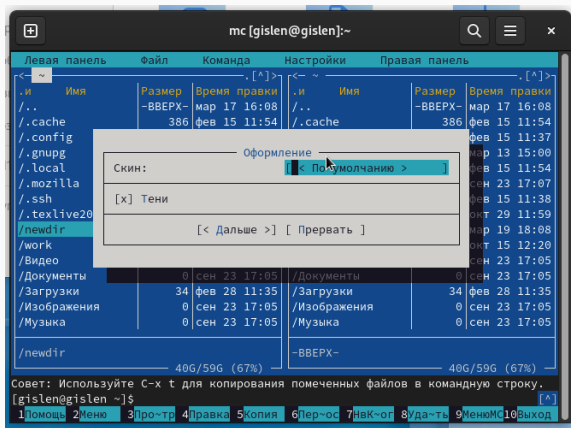 mc [gislen@gislen]:~
Левая панель Файл Команда Настройки Правая панель
<- ~ .[^]> <- ~ .[^]>
.и Имя Размер Время правки .и Имя Размер Время правки
/.. -ВВЕРХ- мар 17 16:08 /.. -ВВЕРХ- мар 17 16:08
/.cache 386 фев 15 11:54 /.cache 386 фев 15 11:54
/.config фев 15 11:37
/.gnupg мар 13 15:00
/.local фев 15 11:54
/.mozilla сен 23 17:07
/.ssh фев 15 11:38
/.texlive20 окт 29 11:59
/newdir мар 19 18:08
/work окт 15 12:20
/Видео сен 23 17:05
Оформление
Скин: [ < По умолчанию > ]
[x] Тени
[< Дальше >] [ Прервать ]
/Документы 0 сен 23 17:05 /Документы 0 сен 23 17:05
/Загрузки 34 фев 28 11:35 /Загрузки 34 фев 28 11:35
/Изображения 0 сен 23 17:05 /Изображения 0 сен 23 17:05
/Музыка 0 сен 23 17:05 /Музыка 0 сен 23 17:05
/newdir -ВВЕРХ-
40G/59G (67%) 40G/59G (67%)
Совет: Используйте C-x t для копирования помеченных файлов в командную строку.
[gislen@gislen ~]$ [^]
1Помощь 2Меню 3Про~тр 4Правка 5Копия 6Пер~ос 7НвК~ог 8Уда~ть 9МенюMC10Выход